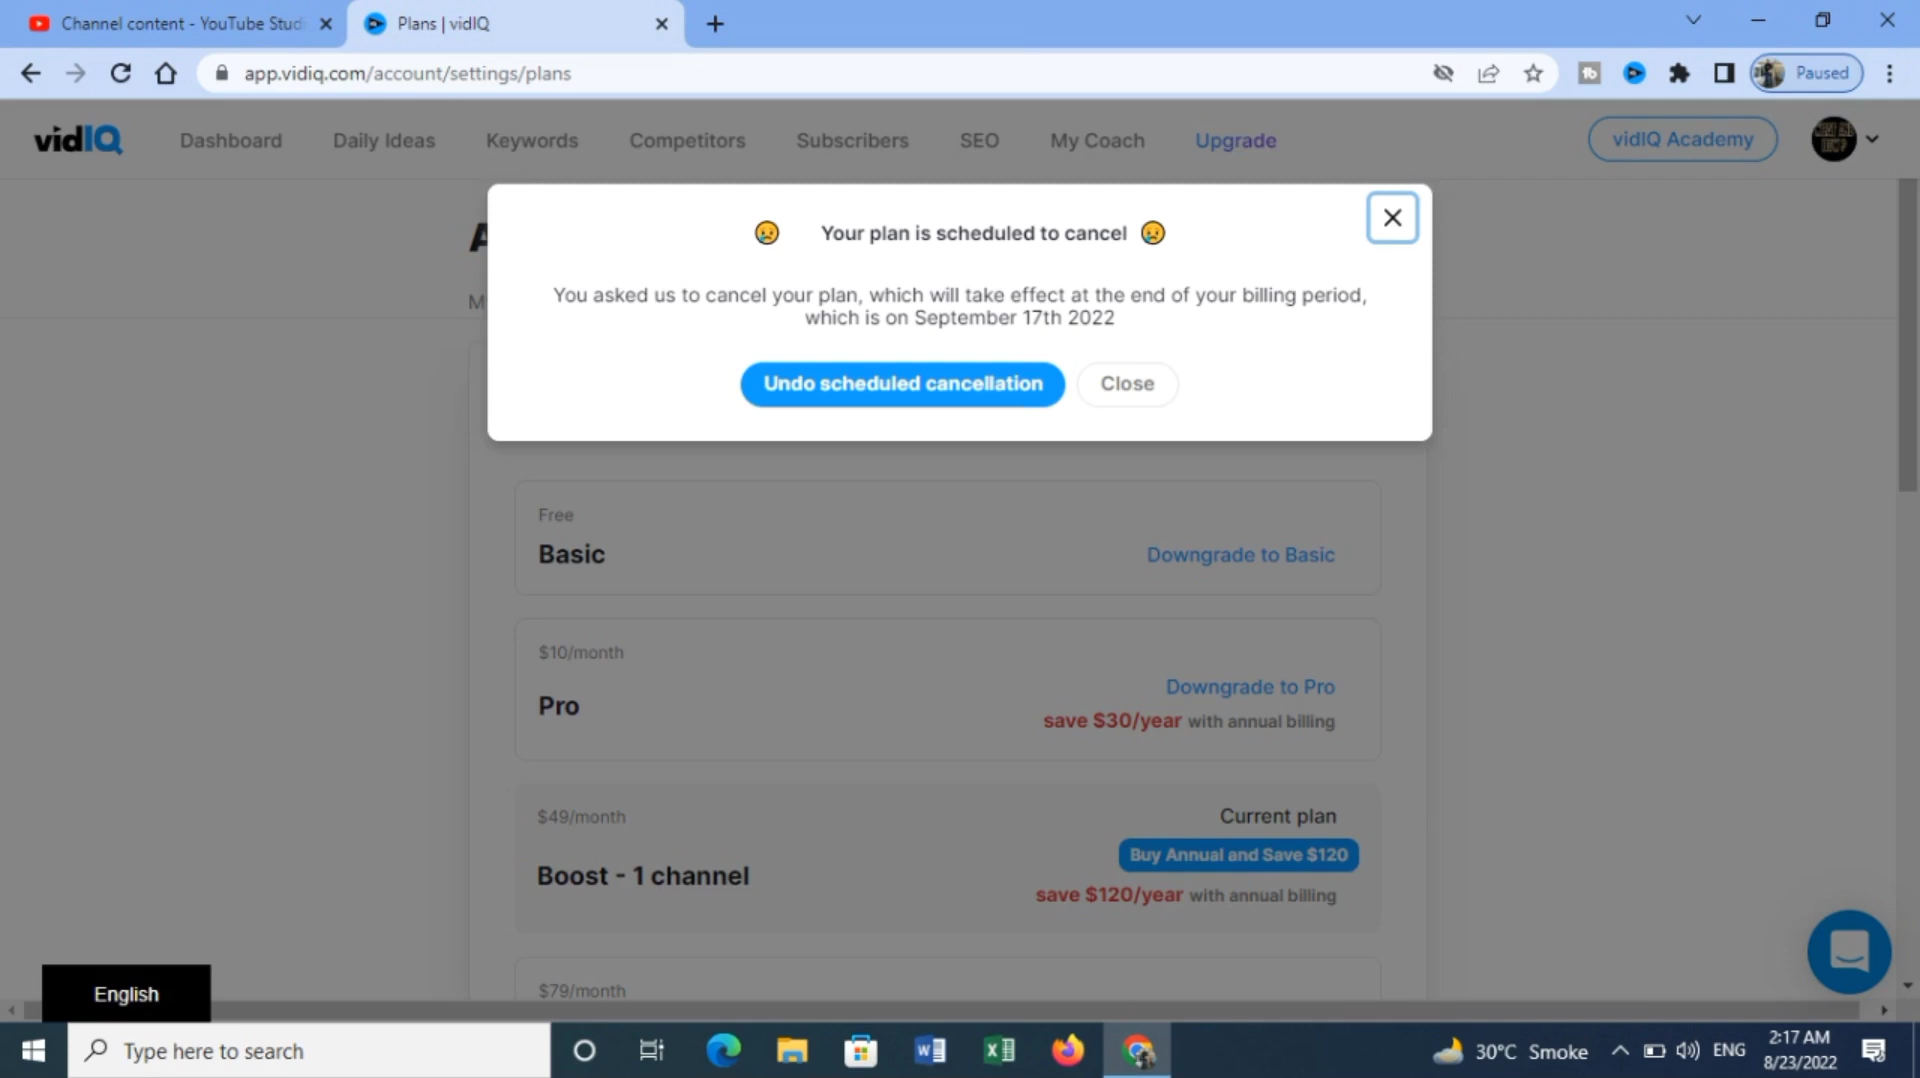 Channel content - YouTube Stud
Plans | vidIQ
app.vidiq.com/account/settings/plans
Paused
vidIQ
Dashboard
Daily Ideas
Keywords
Competitors
Subscribers
SEO
My Coach
Upgrade
vidIQ Academy
Your plan is scheduled to cancel
You asked us to cancel your plan, which will take effect at the end of your billing period,
which is on September 17th 2022
Undo scheduled cancellation
Close
Free
Basic
Downgrade to Basic
$10/month
Pro
Downgrade to Pro
save $30/year with annual billing
$49/month
Current plan
Boost - 1 channel
Buy Annual and Save $120
save $120/year with annual billing
$79/month
English
Type here to search
30°C Smoke
ENG
2:17 AM
8/23/2022